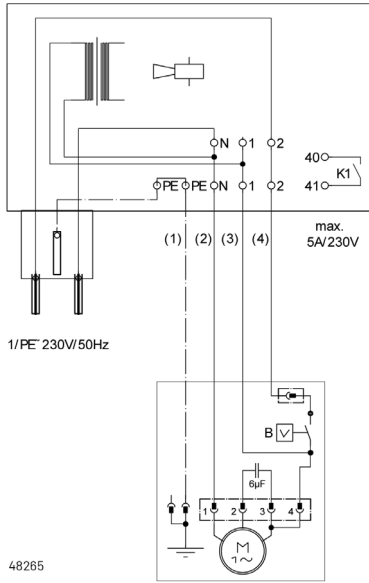 N 1 2
40
K1
PE PE N 1 2
41
(1) (2) (3) (4)
max.
5A/230V
1/PE~230V/50Hz
B
6µF
1 2 3 4
M
1~
48265